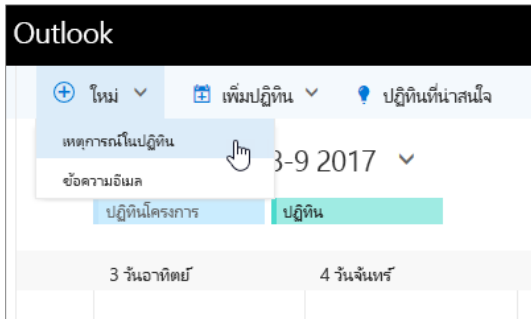 Outlook
ใหม่ เพิ่มปฏิทิน ปฏิทินที่น่าสนใจ
เหตุการณ์ในปฏิทิน
3-9 2017
ข้อความอีเมล
ปฏิทินโครงการ ปฏิทิน
3 วันอาทิตย์ 4 วันจันทร์